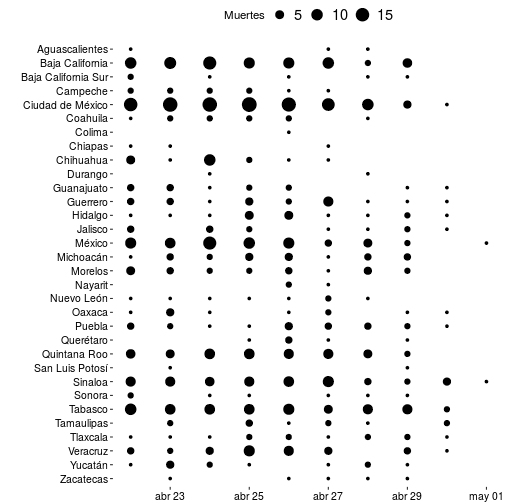 Muertes 5 10 15
Aguascalientes
Baja California
Baja California Sur
Campeche
Ciudad de México
Coahuila
Colima
Chiapas
Chihuahua
Durango
Guanajuato
Guerrero
Hidalgo
Jalisco
México
Michoacán
Morelos
Nayarit
Nuevo León
Oaxaca
Puebla
Querétaro
Quintana Roo
San Luis Potosí
Sinaloa
Sonora
Tabasco
Tamaulipas
Tlaxcala
Veracruz
Yucatán
Zacatecas
abr 23 abr 25 abr 27 abr 29 may 01